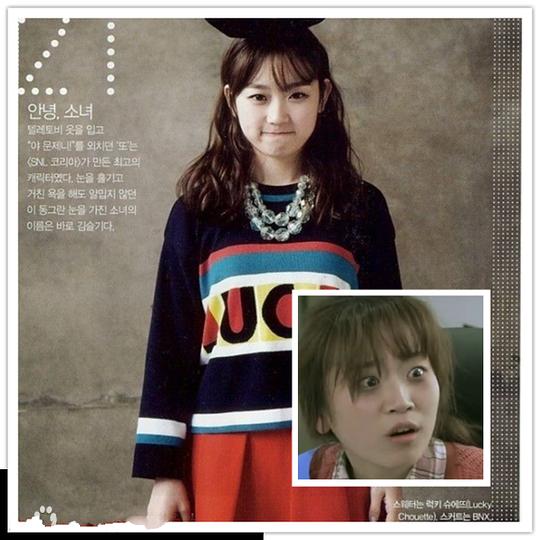 21
안녕, 소녀
텔레토비 옷을 입고
“야 문제니!”를 외치던 ‘또’는
〈SNL 코리아〉가 만든 최고의
캐릭터였다. 눈을 흘기고
거친 욕을 해도 얄밉지 않던
이 동그란 눈을 가진 소녀의
이름은 바로 김슬기다.
LUC
스웨터는 럭키 슈에뜨(Lucky
Chouette), 스커트는 BNX.